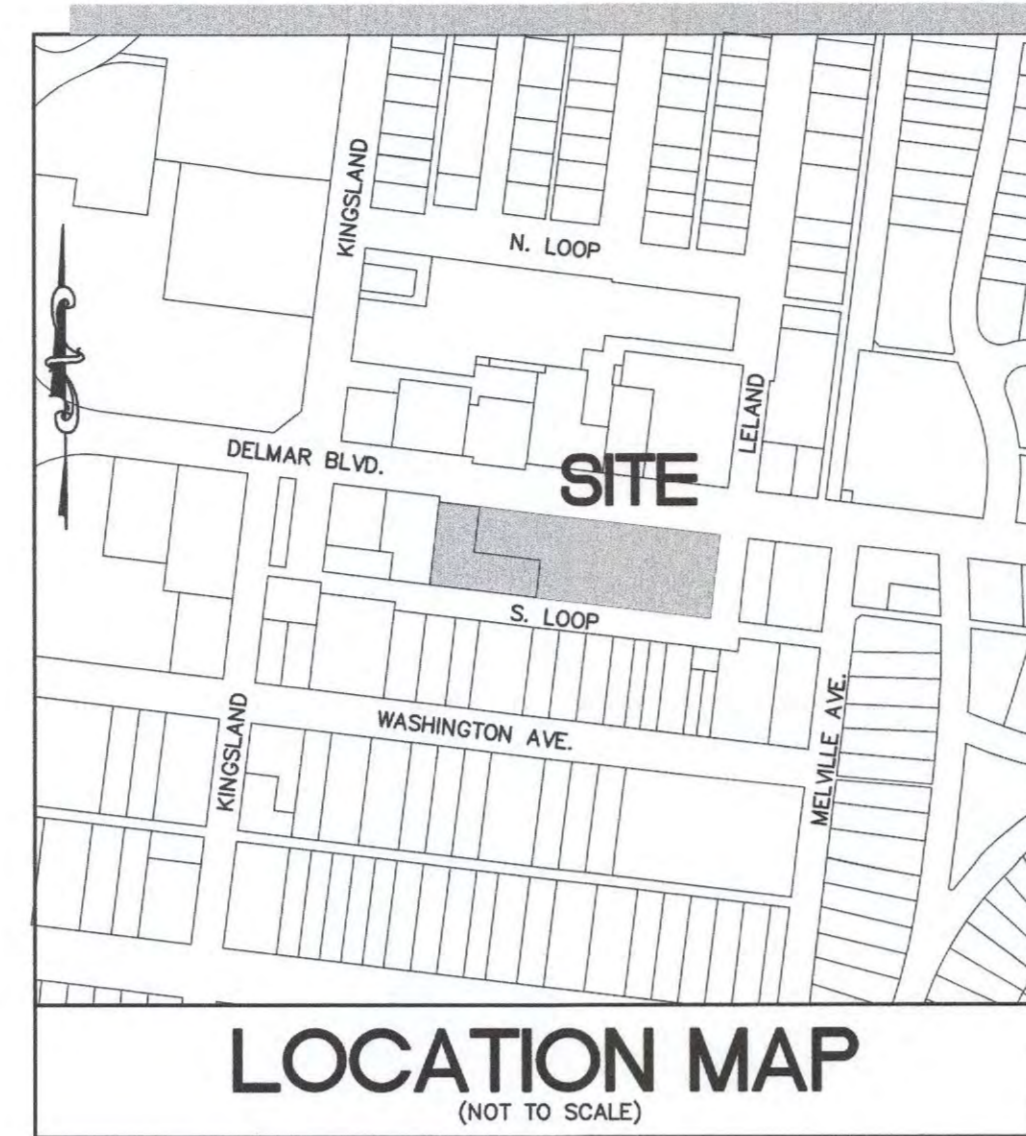 KINGSLAND
N. LOOP
LELAND
DELMAR BLVD.
SITE
S. LOOP
KINGSLAND
WASHINGTON AVE.
MELVILLE AVE.
LOCATION MAP
(NOT TO SCALE)